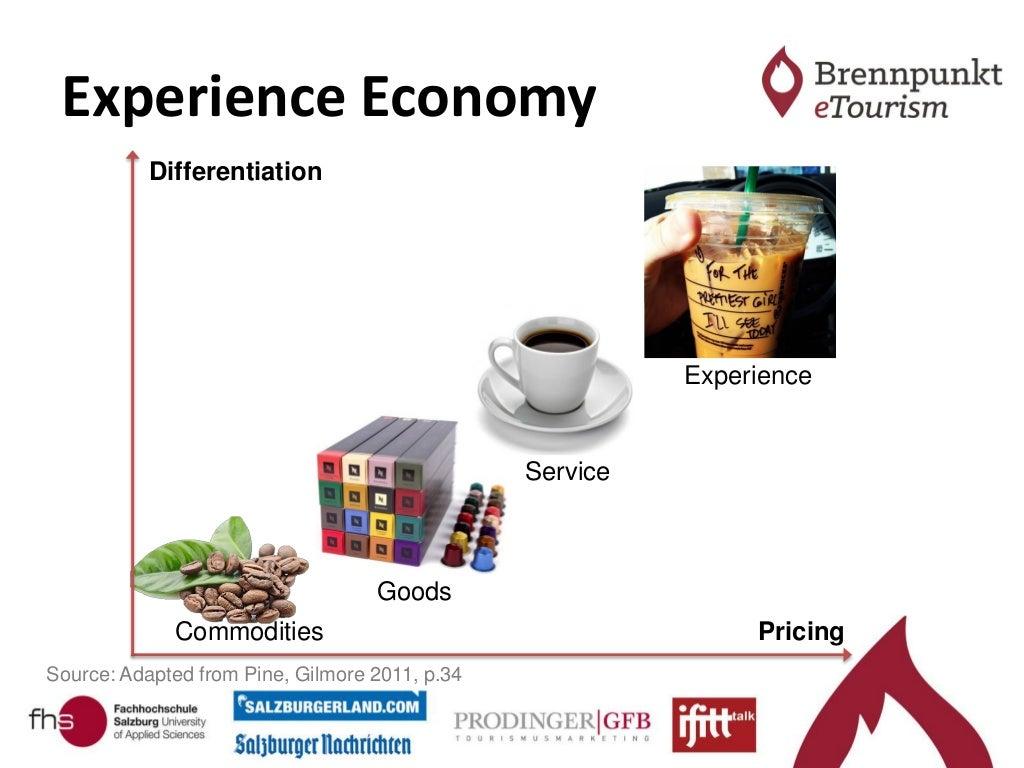 Experience Economy
Brennpunkt
eTourism
Differentiation
FOR THE
PRETTIEST GIRL
I'LL SEE
TODAY
Experience
Service
Goods
Commodities
Pricing
Source: Adapted from Pine, Gilmore 2011, p.34
fhs
Fachhochschule
Salzburg University
of Applied Sciences
SALZBURGERLAND.COM
Salzburger Nachrichten
PRODINGER|GFB
TOURISMUSMARKETING
ifitt talk